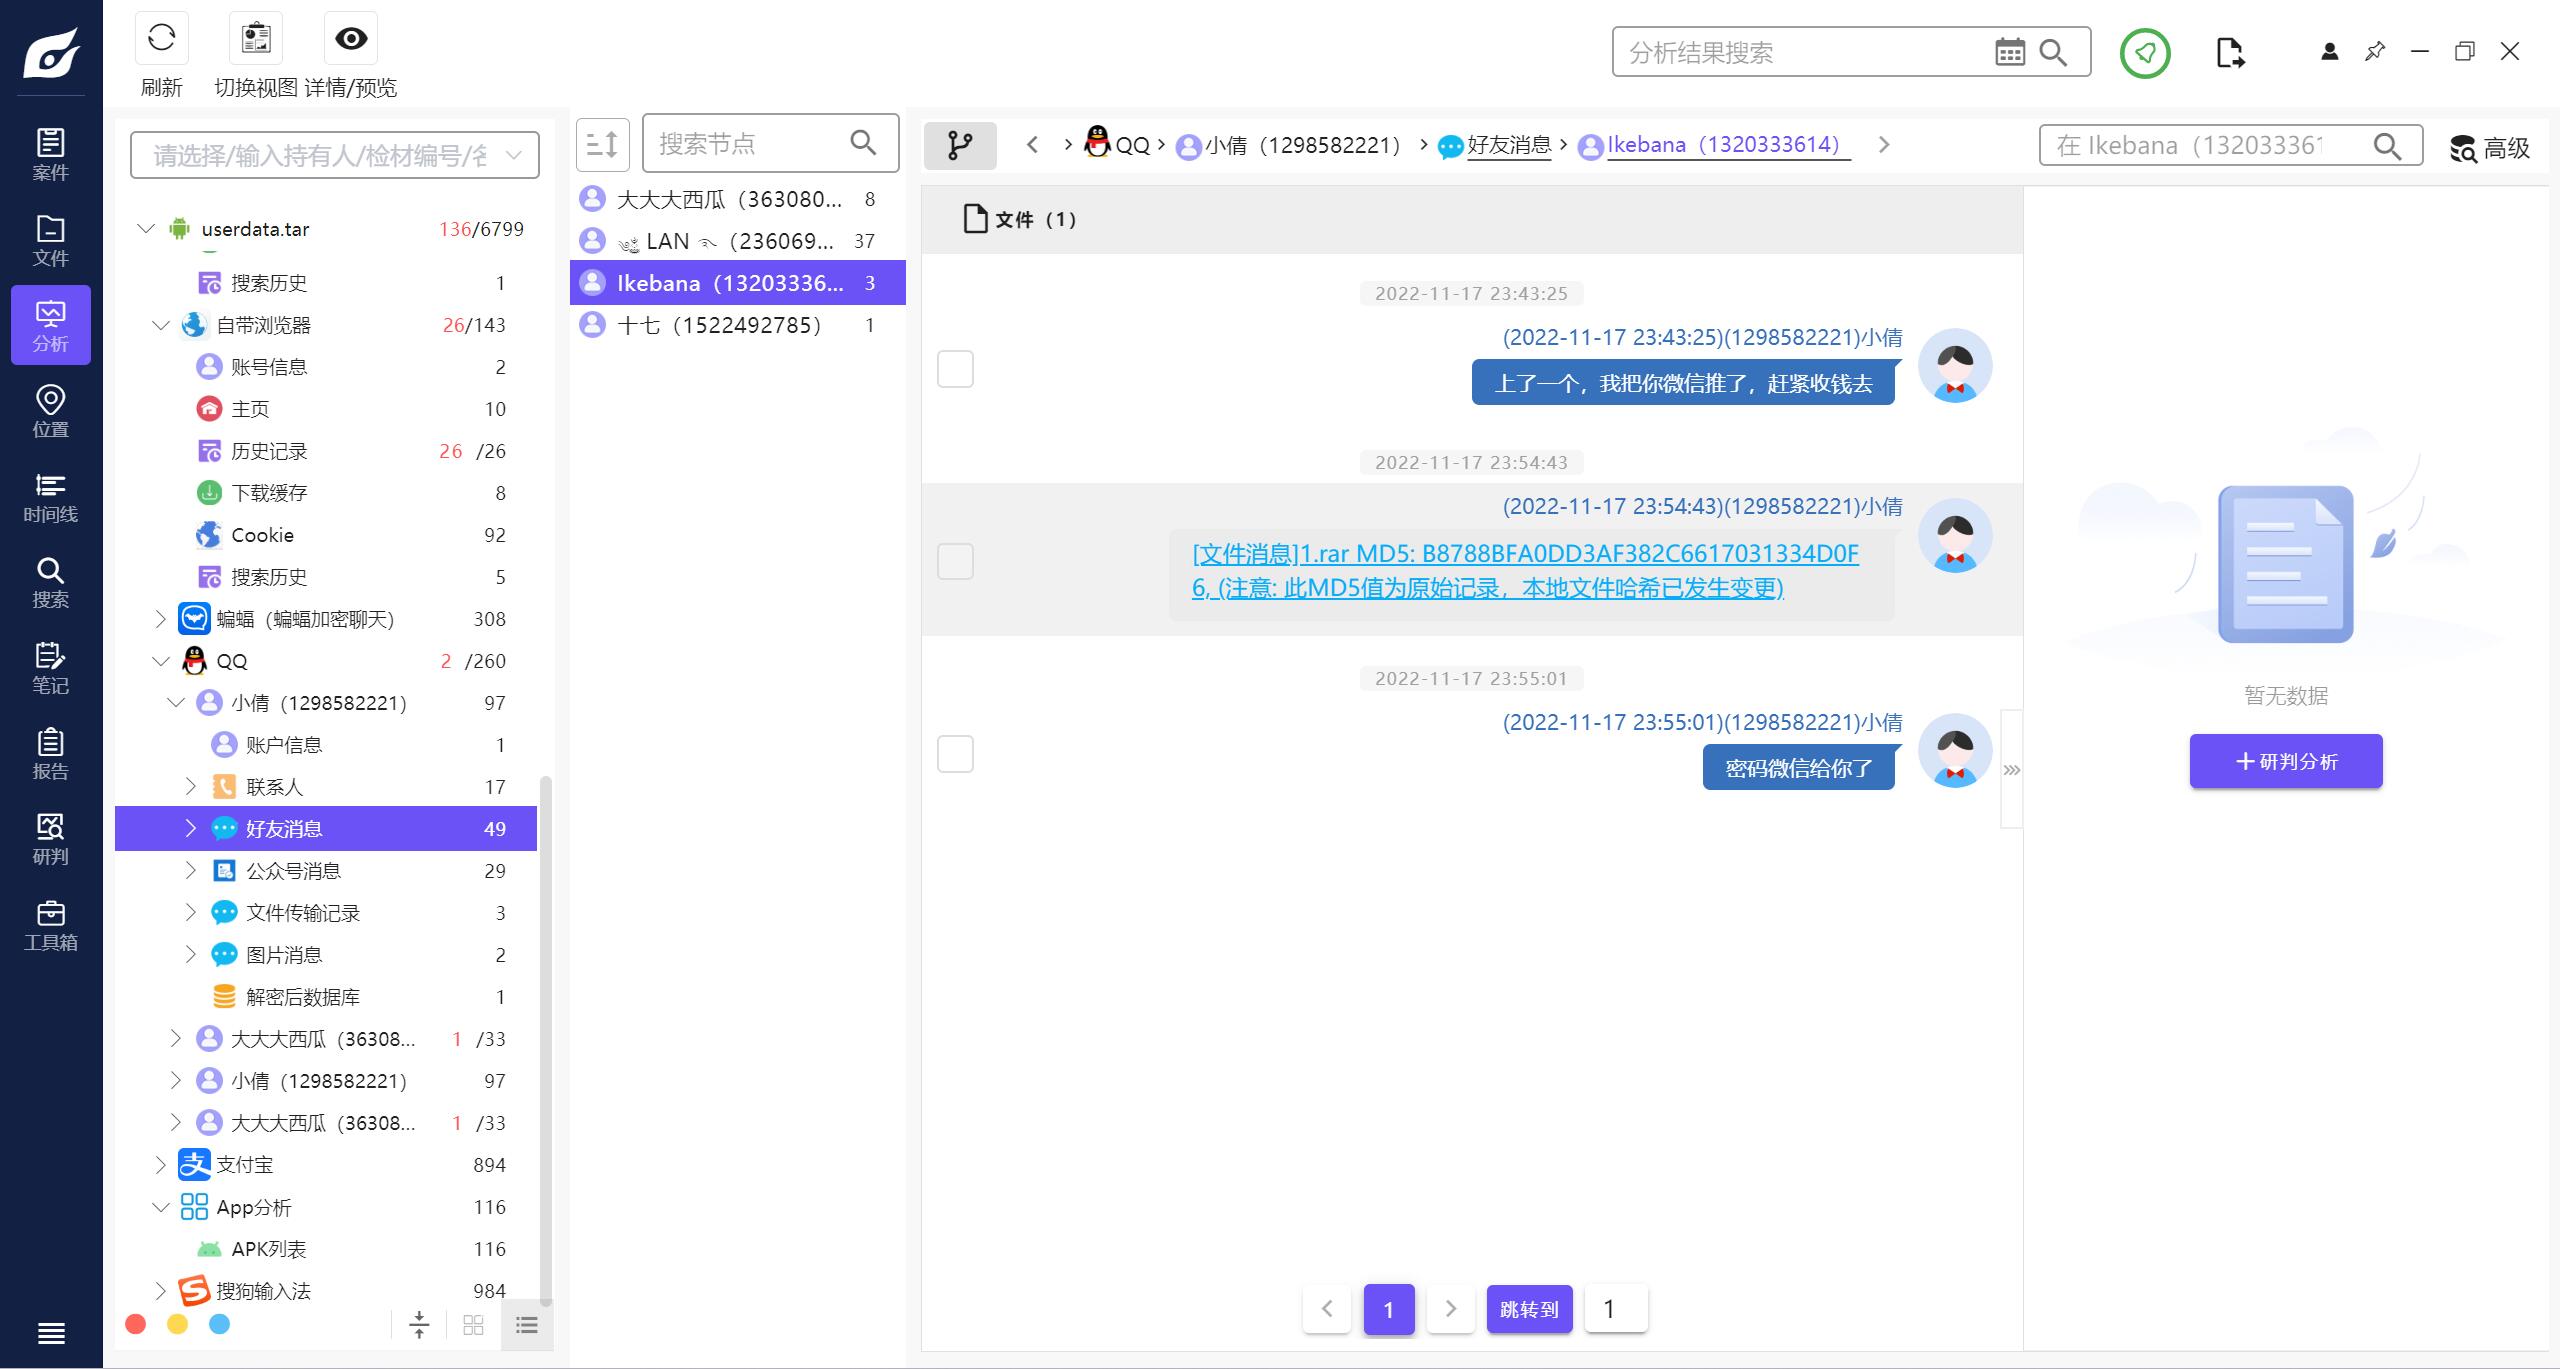 刷新
切换视图
详情/预览
分析结果搜索
案件
文件
分析
位置
时间线
搜索
笔记
报告
研判
工具箱
请选择/输入持有人/检材编号/名
userdata.tar 136/6799
搜索历史 1
自带浏览器 26/143
账号信息 2
主页 10
历史记录 26 /26
下载缓存 8
Cookie 92
搜索历史 5
蝙蝠（蝙蝠加密聊天） 308
QQ 2 /260
小倩（1298582221） 97
账户信息 1
联系人 17
好友消息 49
公众号消息 29
文件传输记录 3
图片消息 2
解密后数据库 1
大大大西瓜（36308... 1 /33
小倩（1298582221） 97
大大大西瓜（36308... 1 /33
支付宝 894
App分析 116
APK列表 116
搜狗输入法 984
搜索节点
大大大西瓜（363080... 8
LAN （236069... 37
Ikebana（13203336... 3
十七（1522492785） 1
QQ 小倩（1298582221） 好友消息 Ikebana（1320333614）
在 Ikebana（132033361
高级
文件（1）
2022-11-17 23:43:25
(2022-11-17 23:43:25)(1298582221)小倩
上了一个，我把你微信推了，赶紧收钱去
2022-11-17 23:54:43
(2022-11-17 23:54:43)(1298582221)小倩
[文件消息]1.rar MD5: B8788BFA0DD3AF382C6617031334D0F
6, (注意: 此MD5值为原始记录，本地文件哈希已发生变更)
2022-11-17 23:55:01
(2022-11-17 23:55:01)(1298582221)小倩
密码微信给你了
1 跳转到 1
暂无数据
+研判分析